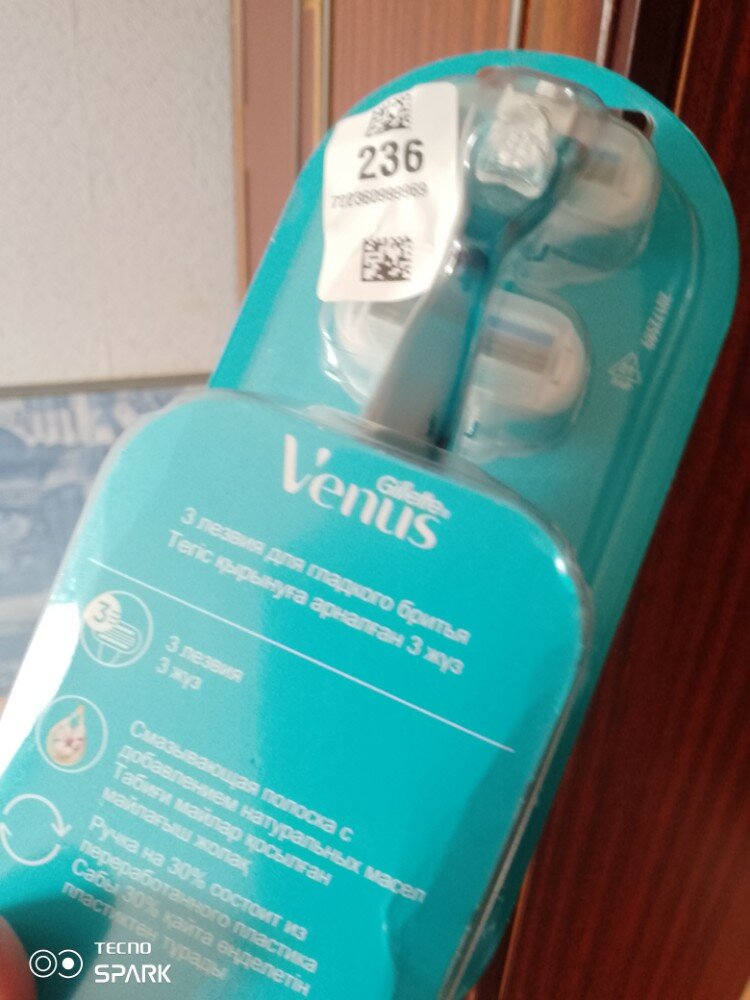 236
Gillette
Venus
3 лезвия для гладкого бритья
Тегіс қырынуға арналған 3 жүз
3
3 лезвия
3 жүз
Смазывающая полоска с
добавлением натуральных масел
Табиғи майлар қосылған
майлағыш жолақ
Ручка на 30% состоит из
переработанного пластика
Сабы 30% қайта өңделетін
пластиктен тұрады
TECNO
SPARK